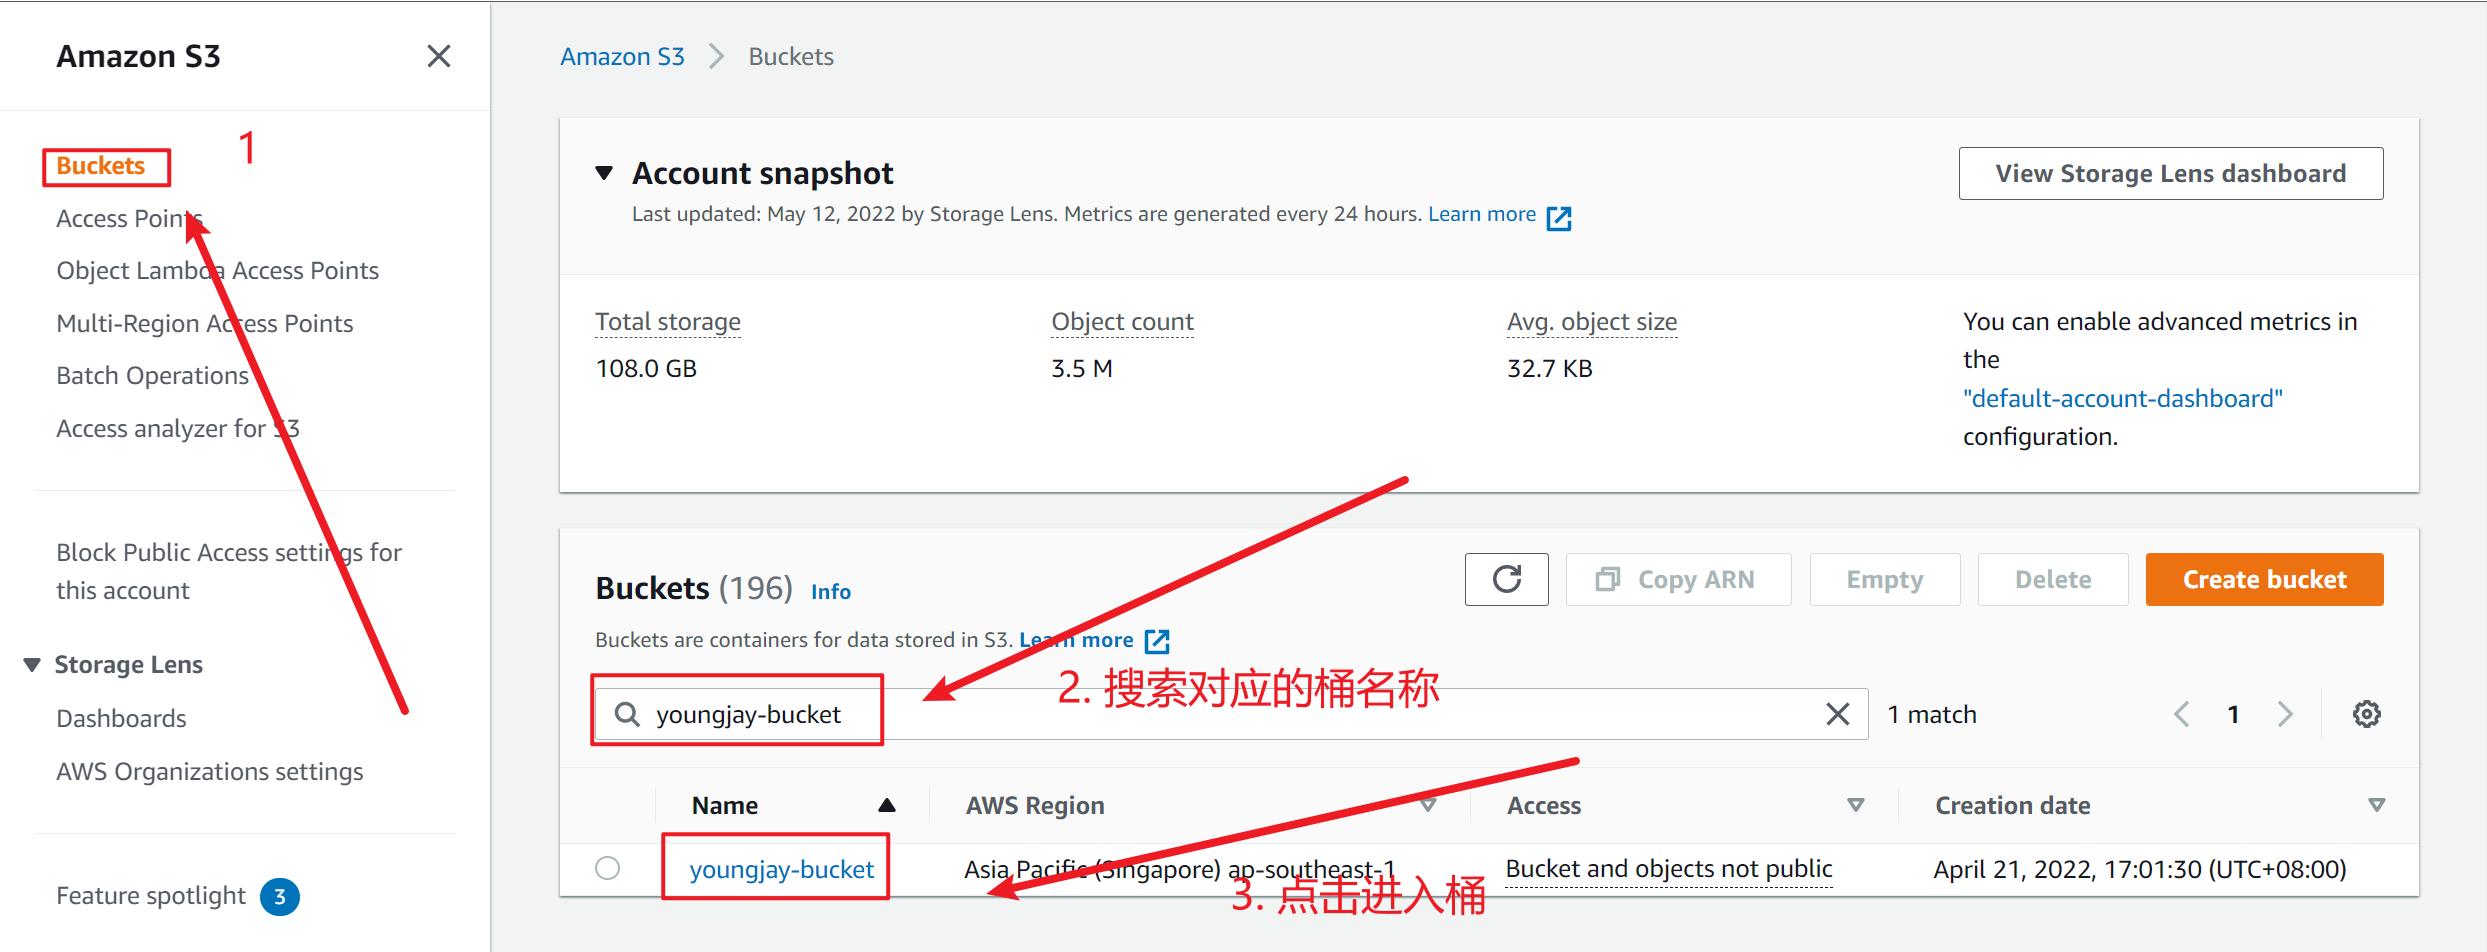 Amazon S3
Buckets
1
Access Points
Object Lambda Access Points
Multi-Region Access Points
Batch Operations
Access analyzer for S3
Block Public Access settings for
this account
Storage Lens
Dashboards
AWS Organizations settings
Feature spotlight 3
Amazon S3 Buckets
Account snapshot
View Storage Lens dashboard
Last updated: May 12, 2022 by Storage Lens. Metrics are generated every 24 hours. Learn more
Total storage
108.0 GB
Object count
3.5 M
Avg. object size
32.7 KB
You can enable advanced metrics in
the
"default-account-dashboard"
configuration.
Buckets (196) Info
Copy ARN
Empty
Delete
Create bucket
Buckets are containers for data stored in S3. Learn more
2. 搜索对应的桶名称
youngjay-bucket
1 match
1
Name AWS Region Access Creation date
youngjay-bucket Asia Pacific (Singapore) ap-southeast-1 Bucket and objects not public April 21, 2022, 17:01:30 (UTC+08:00)
3. 点击进入桶